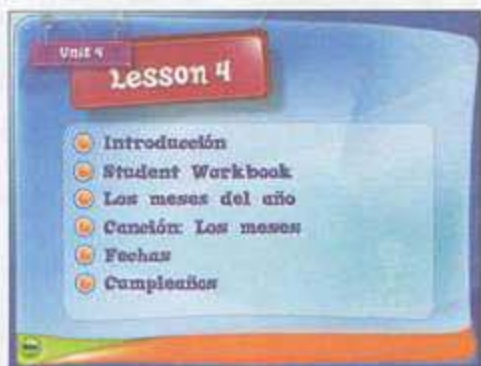 Unit 4
Lesson 4
Introducción
Student Workbook
Los meses del año
Canción: Los meses
Fechas
Cumpleaños